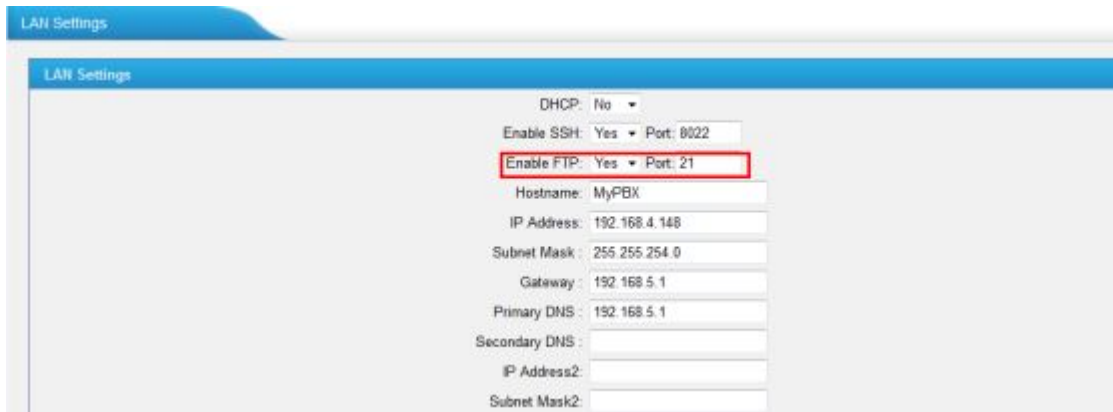 LAN Settings
LAN Settings
DHCP: No
Enable SSH: Yes Port: 8022
Enable FTP: Yes Port: 21
Hostname: MyPBX
IP Address: 192.168.4.148
Subnet Mask : 255.255.254.0
Gateway : 192.168.5.1
Primary DNS : 192.168.5.1
Secondary DNS :
IP Address2:
Subnet Mask2: